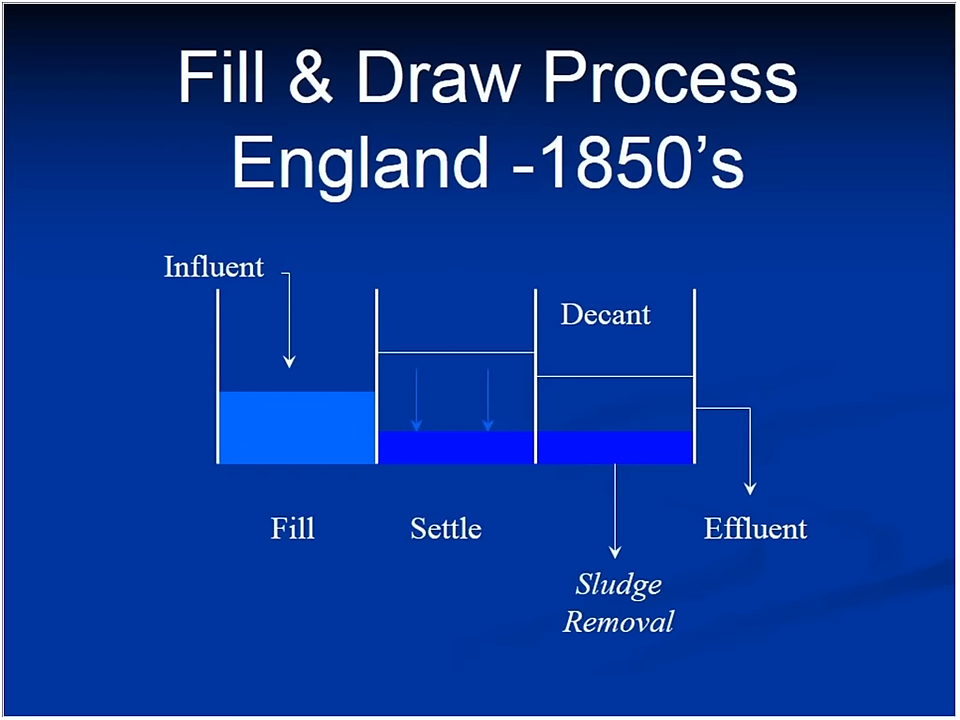 Fill & Draw Process
England -1850’s
Influent
Decant
Fill
Settle
Effluent
Sludge
Removal